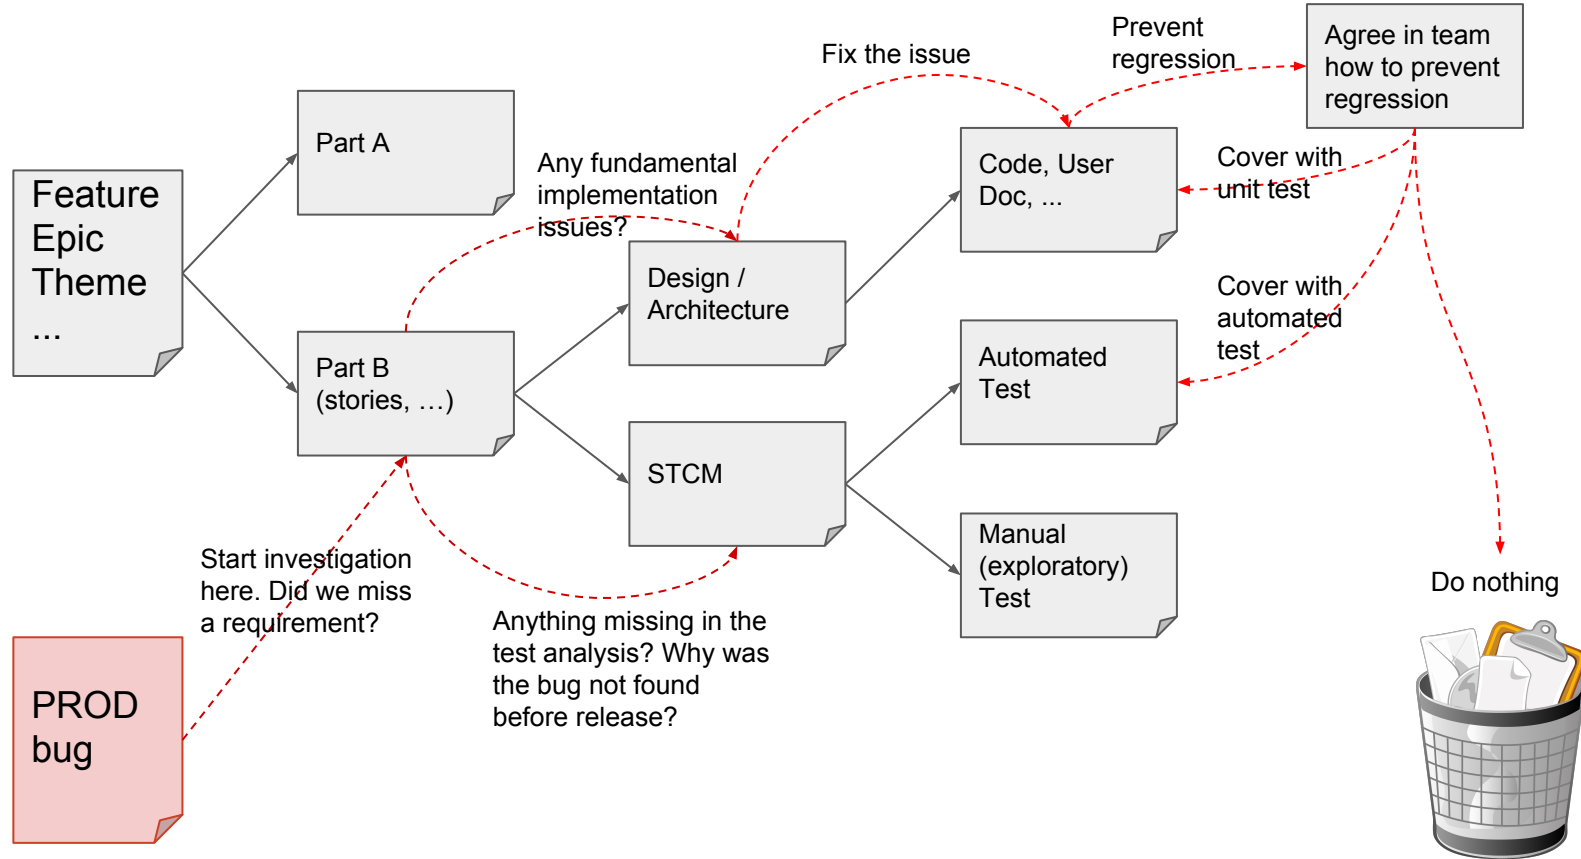 Feature
Epic
Theme
...
Part A
Part B
(stories, …)
Any fundamental
implementation
issues?
Fix the issue
Prevent
regression
Agree in team
how to prevent
regression
Design /
Architecture
Code, User
Doc, ...
Cover with
unit test
Cover with
automated
test
STCM
Automated
Test
Manual
(exploratory)
Test
Start investigation
here. Did we miss
a requirement?
Anything missing in the
test analysis? Why was
the bug not found
before release?
Do nothing
PROD
bug